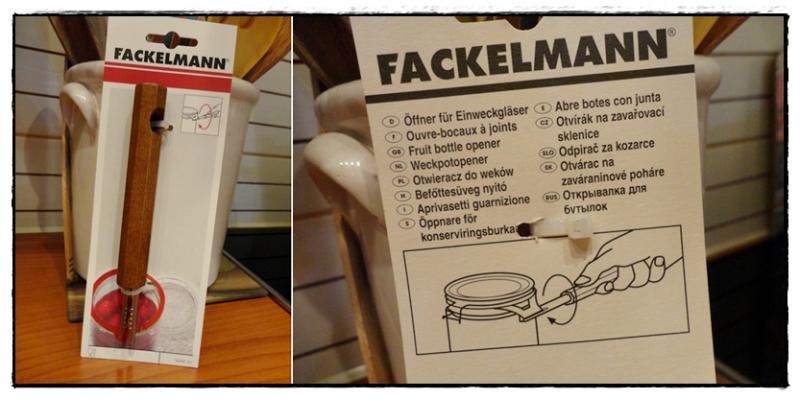 FACKELMANN®
FACKELMANN®
D Öffner für Einweckgläser
F Ouvre-bocaux à joints
GB Fruit bottle opener
NL Weckpotopener
PL Otwieracz do weków
H Befőttesüveg nyitó
I Aprivasetti guarnizione
S Öppnare för
konserviringsburka
E Abre botes con junta
CZ Otvírák na zavařovací
sklenice
SLO Odpirač za kozarce
SK Otvárac na
zaváraninové poháre
RUS Открывалка для
бутылок